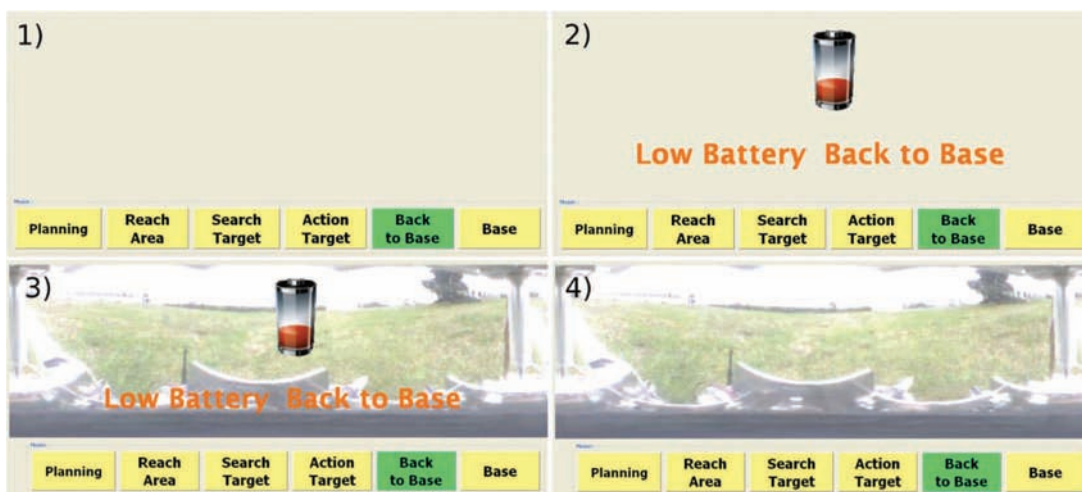 1)
Planning
Reach
Area
Search
Target
Action
Target
Back
to Base
Base
2)
Low Battery Back to Base
Planning
Reach
Area
Search
Target
Action
Target
Back
to Base
Base
3)
Low Battery Back to Base
Planning
Reach
Area
Search
Target
Action
Target
Back
to Base
Base
4)
Planning
Reach
Area
Search
Target
Action
Target
Back
to Base
Base